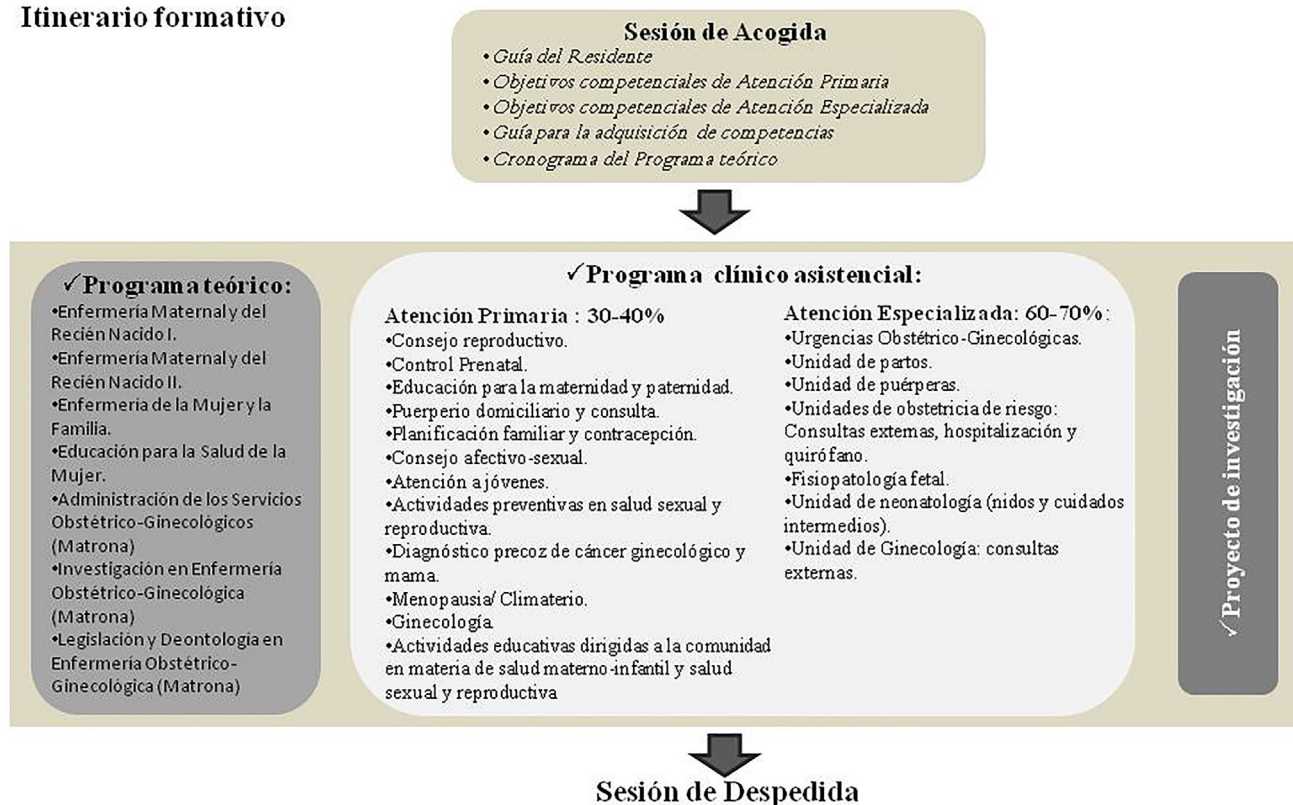 Itinerario formativo
Sesión de Acogida
•Guía del Residente
•Objetivos competenciales de Atención Primaria
•Objetivos competenciales de Atención Especializada
•Guía para la adquisición de competencias
•Cronograma del Programa teórico
✓Programa teórico:
•Enfermería Maternal y del
Recién Nacido I.
•Enfermería Maternal y del
Recién Nacido II.
•Enfermería de la Mujer y la
Familia.
•Educación para la Salud de la
Mujer.
•Administración de los Servicios
Obstétrico-Ginecológicos
(Matrona)
•Investigación en Enfermería
Obstétrico-Ginecológica
(Matrona)
•Legislación y Deontología en
Enfermería Obstétrico-
Ginecológica (Matrona)
✓Programa clínico asistencial:
Atención Primaria : 30-40%
•Consejo reproductivo.
•Control Prenatal.
•Educación para la maternidad y paternidad.
•Puerperio domiciliario y consulta.
•Planificación familiar y contracepción.
•Consejo afectivo-sexual.
•Atención a jóvenes.
•Actividades preventivas en salud sexual y
reproductiva.
•Diagnóstico precoz de cáncer ginecológico y
mama.
•Menopausia/ Climaterio.
•Ginecología.
•Actividades educativas dirigidas a la comunidad
en materia de salud materno-infantil y salud
sexual y reproductiva
Atención Especializada: 60-70%:
•Urgencias Obstétrico-Ginecológicas.
•Unidad de partos.
•Unidad de puérperas.
•Unidades de obstetricia de riesgo:
Consultas externas, hospitalización y
quirófano.
•Fisiopatología fetal.
•Unidad de neonatología (nidos y cuidados
intermedios).
•Unidad de Ginecología: consultas
externas.
✓Proyecto de investigación
Sesión de Despedida